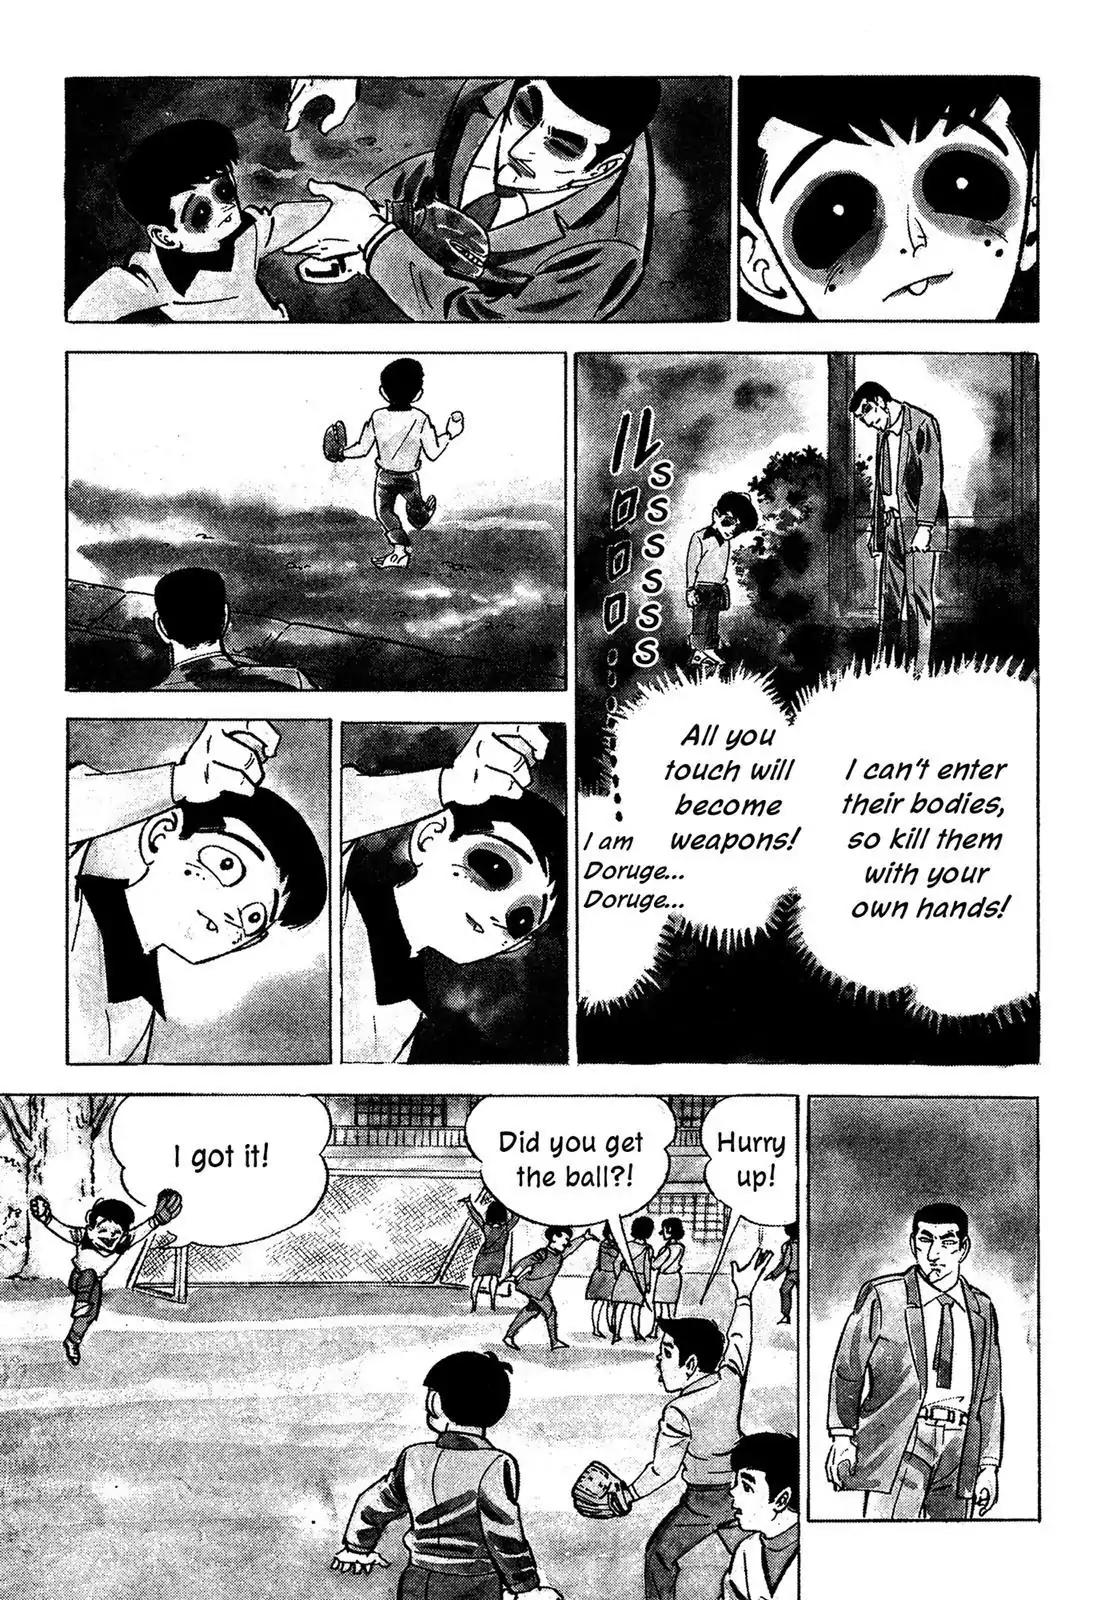 ルロロロ
SSSSSSS
I can't enter
their bodies,
so kill them
with your
own hands!
All you
touch will
become
weapons!
I am
Doruge...
Doruge...
Hurry
up!
Did you get
the ball?!
I got it!